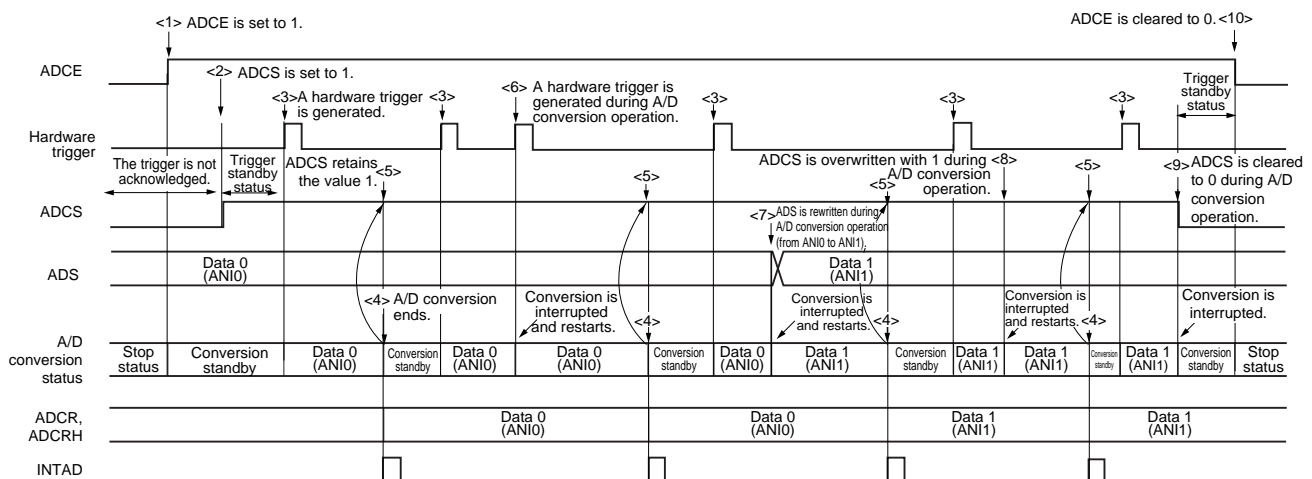 <1> ADCE is set to 1.
ADCE is cleared to 0. <10>
ADCE
<2> ADCS is set to 1.
<3> A hardware trigger
is generated.
<3>
<6> A hardware trigger is
generated during A/D
conversion operation.
<3>
<3>
<3>
Trigger
standby
status
Hardware
trigger
The trigger is not
acknowledged.
Trigger
standby
status
ADCS retains
the value 1.
<5>
<5>
ADCS is overwritten with 1 during <8>
A/D conversion
operation.
<5>
<5>
<9> ADCS is cleared
to 0 during A/D
conversion
operation.
ADCS
<7> ADS is rewritten during
A/D conversion operation
(from ANI0 to ANI1).
ADS
Data 0
(ANI0)
Data 1
(ANI1)
<4> A/D conversion
ends.
Conversion is
interrupted
and restarts.
<4>
Conversion is
interrupted
and restarts.
<4>
Conversion is
interrupted
and restarts.
<4>
Conversion is
interrupted.
A/D
conversion
status
Stop
status
Conversion
standby
Data 0
(ANI0)
Conversion
standby
Data 0
(ANI0)
Data 0
(ANI0)
Conversion
standby
Data 0
(ANI0)
Data 1
(ANI1)
Conversion
standby
Data 1
(ANI1)
Data 1
(ANI1)
Conversion
standby
Data 1
(ANI1)
Conversion
standby
Stop
status
ADCR,
ADCRH
Data 0
(ANI0)
Data 0
(ANI0)
Data 1
(ANI1)
Data 1
(ANI1)
INTAD